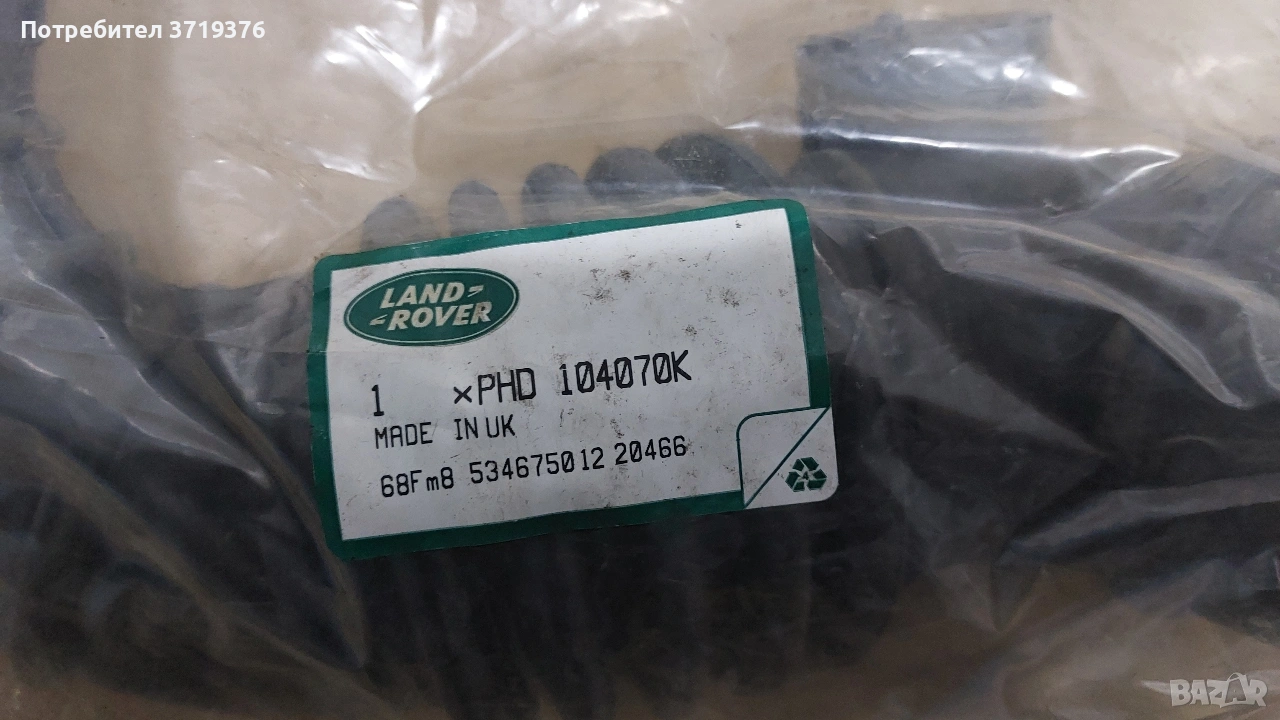 Потребител 3719376
LAND-
-ROVER
1 ×PHD 104070K
MADE IN UK
68Fm8 534675012 20466
BAZAR